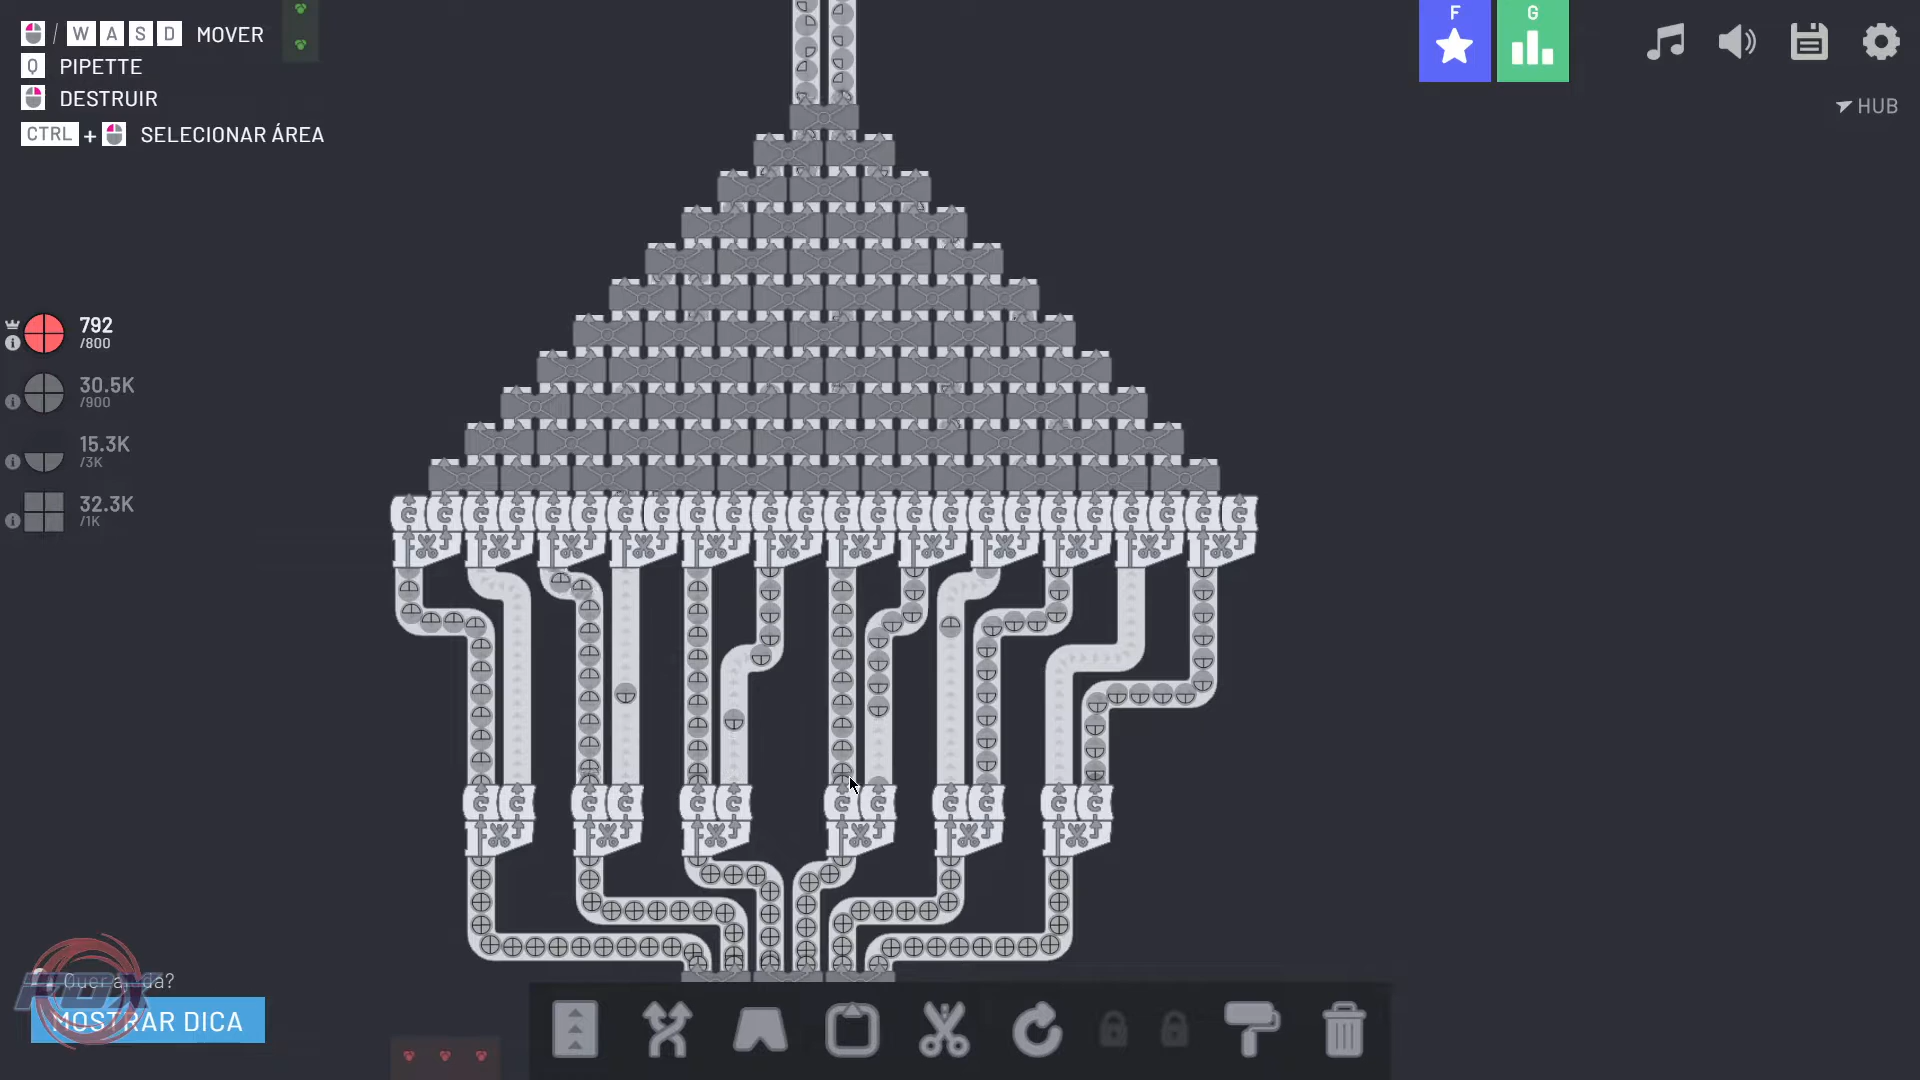 / W A S D MOVER
Q PIPETTE
DESTRUIR
CTRL + SELECIONAR ÁREA
F
G
HUB
792
/800
30.5K
/900
15.3K
/3K
32.3K
/1K
MOSTRAR DICA